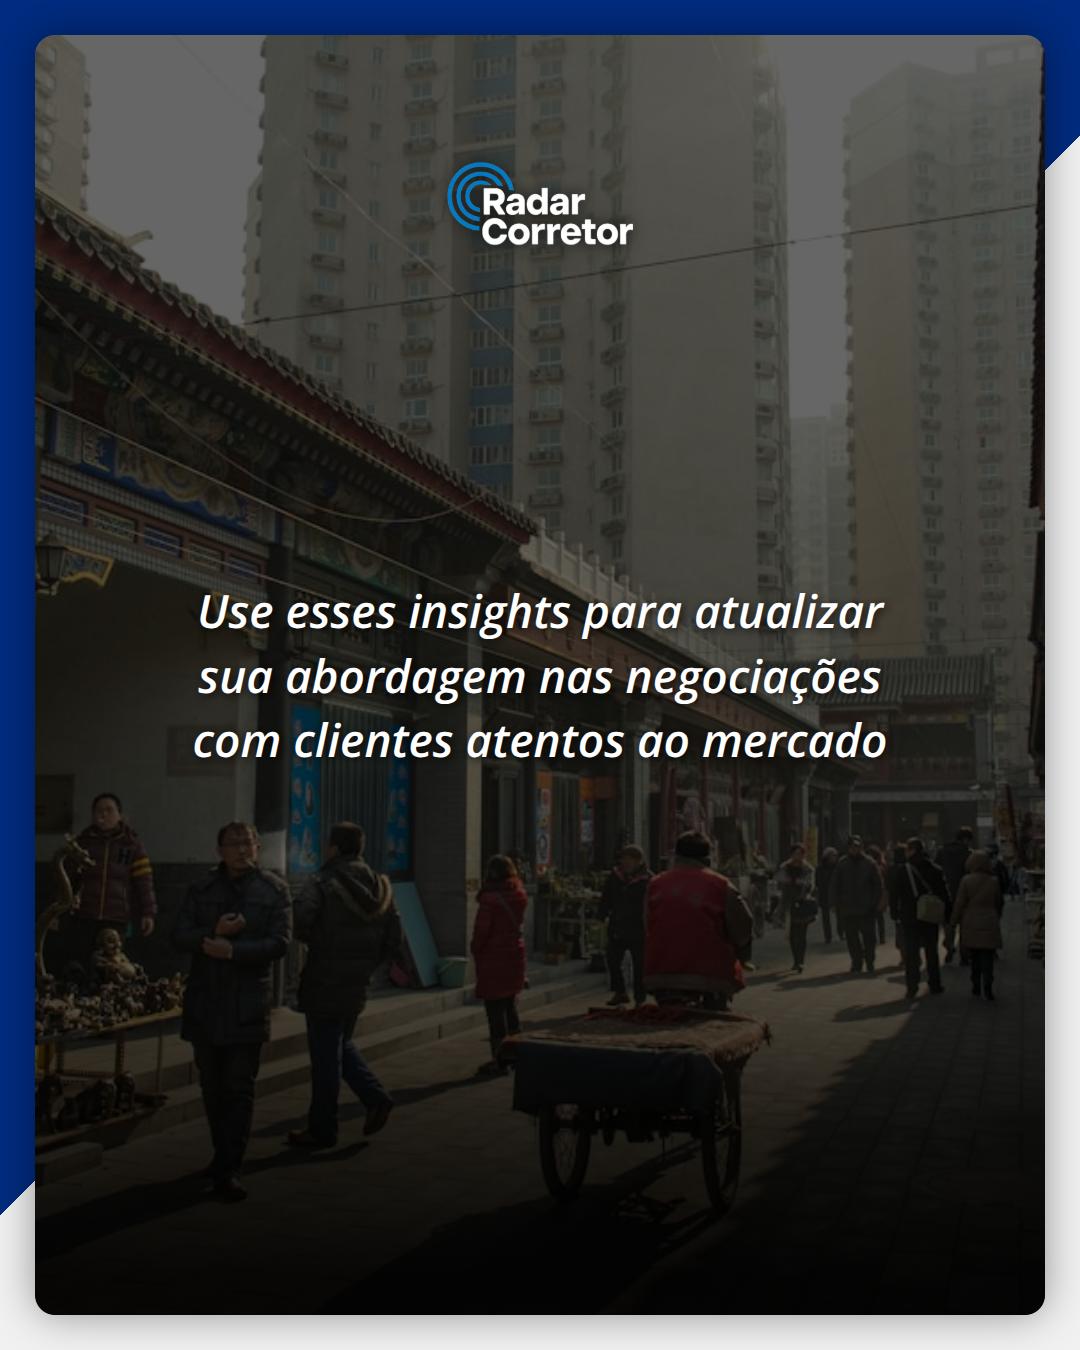 Radar
Corretor
Use esses insights para atualizar
sua abordagem nas negociações
com clientes atentos ao mercado